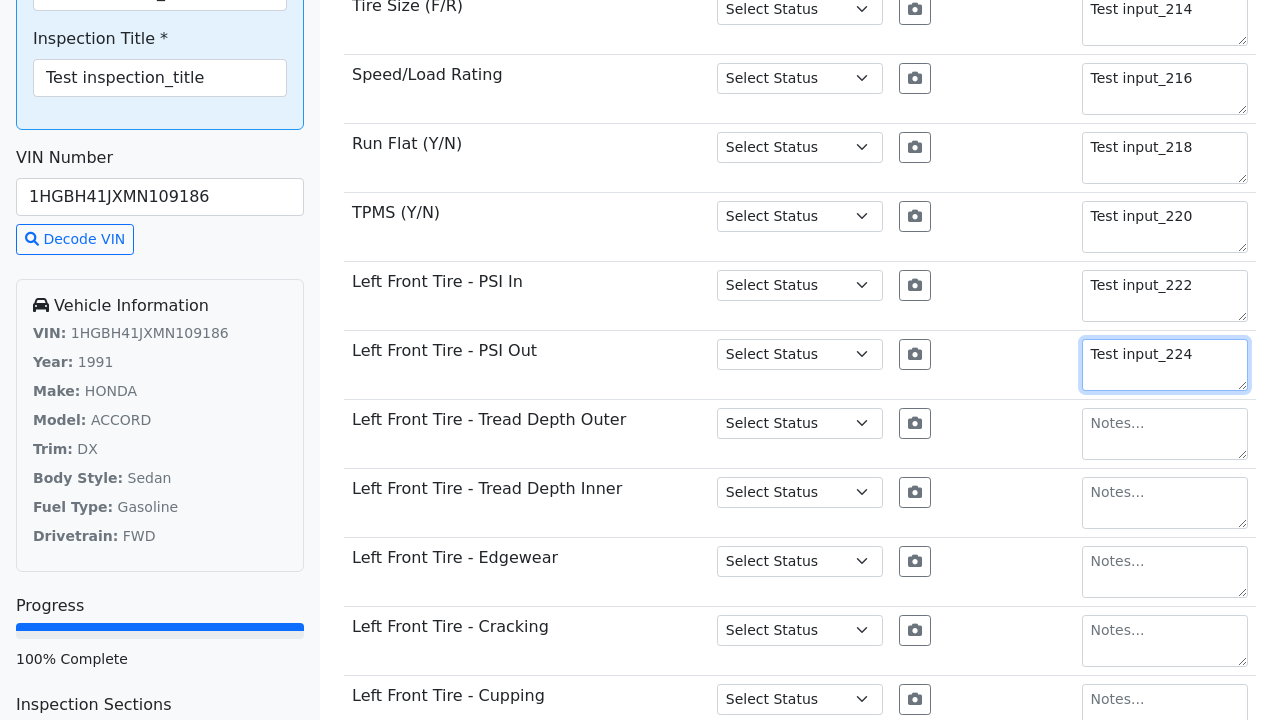 Inspection Title *
Test inspection_title
VIN Number
1HGBH41JXMN109186
Decode VIN
Vehicle Information
VIN: 1HGBH41JXMN109186
Year: 1991
Make: HONDA
Model: ACCORD
Trim: DX
Body Style: Sedan
Fuel Type: Gasoline
Drivetrain: FWD
Progress
100% Complete
Inspection Sections
Tire Size (F/R) Select Status Test input_214
Speed/Load Rating Select Status Test input_216
Run Flat (Y/N) Select Status Test input_218
TPMS (Y/N) Select Status Test input_220
Left Front Tire - PSI In Select Status Test input_222
Left Front Tire - PSI Out Select Status Test input_224
Left Front Tire - Tread Depth Outer Select Status Notes...
Left Front Tire - Tread Depth Inner Select Status Notes...
Left Front Tire - Edgewear Select Status Notes...
Left Front Tire - Cracking Select Status Notes...
Left Front Tire - Cupping Select Status Notes...